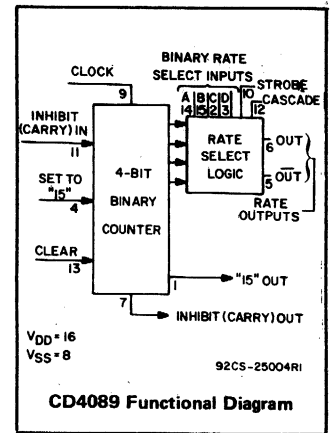 BINARY RATE
SELECT INPUTS
CLOCK
10
STROBE
A B C D
CASCADE
9
14 15 2 3
12
INHIBIT
(CARRY) IN
11
4-BIT
BINARY
COUNTER
RATE
SELECT
LOGIC
6 OUT
5 OUT
SET TO
"15"
4
RATE
OUTPUTS
CLEAR
13
1
"15" OUT
7
INHIBIT (CARRY) OUT
VDD = 16
VSS = 8
92CS-25004R1
CD4089 Functional Diagram